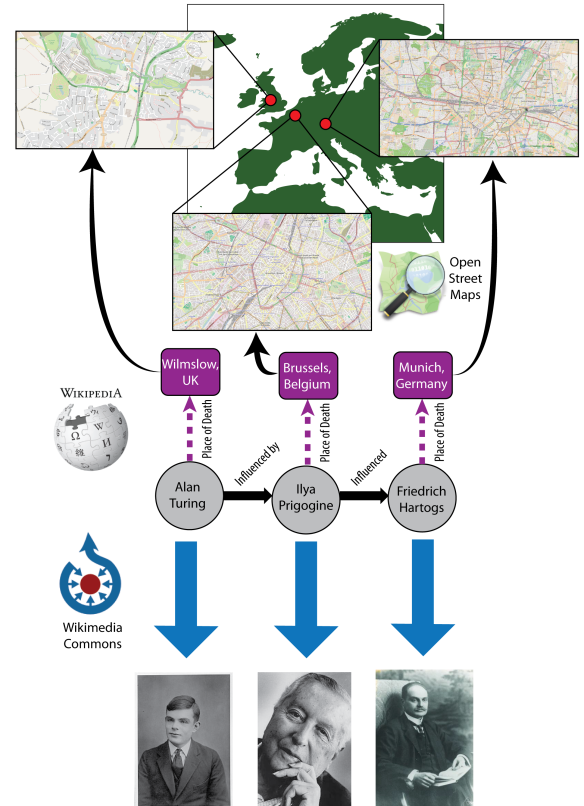 Open
Street
Maps
Wilmslow,
UK
Brussels,
Belgium
Munich,
Germany
WIKIPEDIA
Ω W
И
Place of Death
Place of Death
Place of Death
Influenced by
Influenced
Alan
Turing
Ilya
Prigogine
Friedrich
Hartogs
Wikimedia
Commons